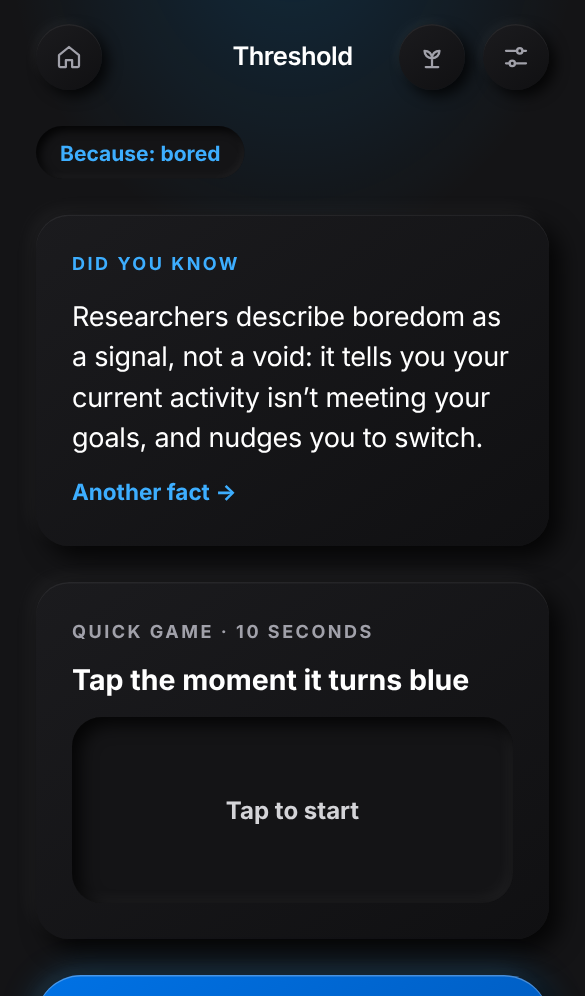 Threshold
Because: bored
DID YOU KNOW
Researchers describe boredom as
a signal, not a void: it tells you your
current activity isn’t meeting your
goals, and nudges you to switch.
Another fact →
QUICK GAME · 10 SECONDS
Tap the moment it turns blue
Tap to start